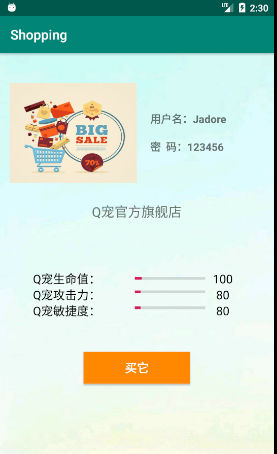 LTE 2:30
Shopping
BIG
SALE
70%
用户名：Jadore
密 码：123456
Q宠官方旗舰店
Q宠生命值： 100
Q宠攻击力： 80
Q宠敏捷度： 80
买它